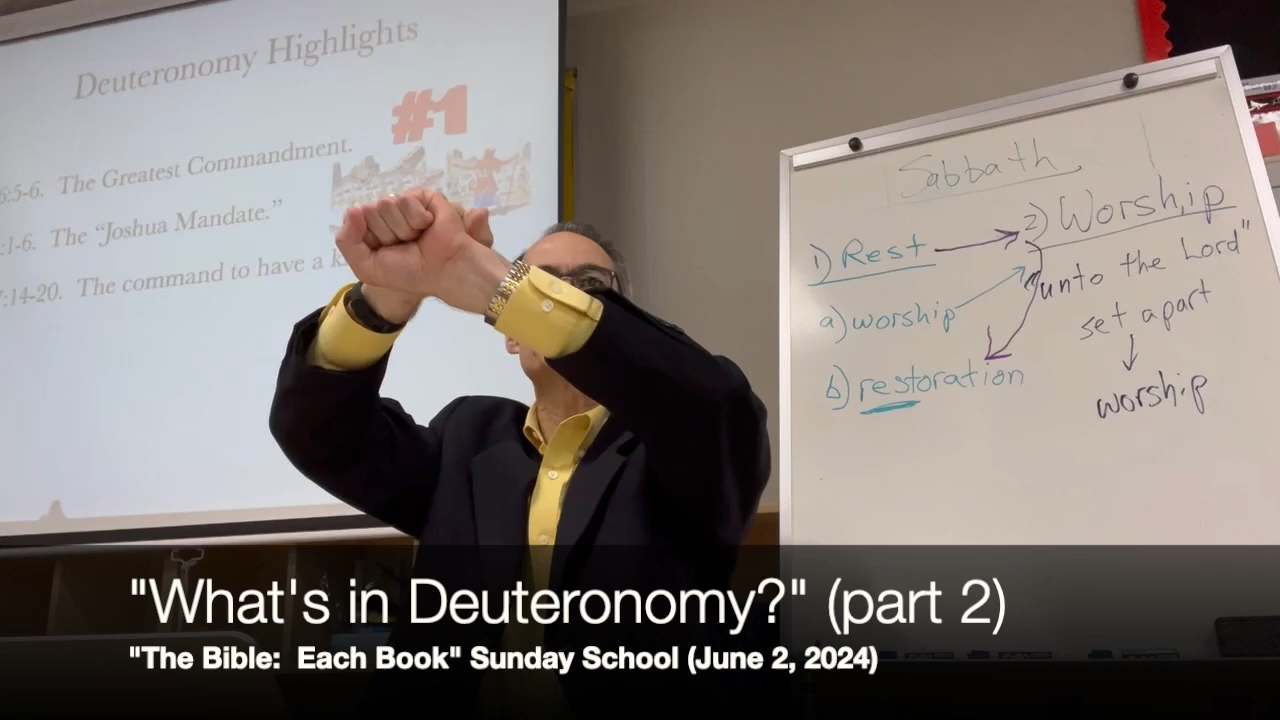 Deuteronomy Highlights
#1
6:5-6. The Greatest Commandment.
:1-6. The "Joshua Mandate."
:14-20. The command to have a k
Sabbath
1) Rest
2) Worship
"unto the Lord"
a) worship
set apart
b) restoration
worship
"What's in Deuteronomy?" (part 2)
"The Bible: Each Book" Sunday School (June 2, 2024)